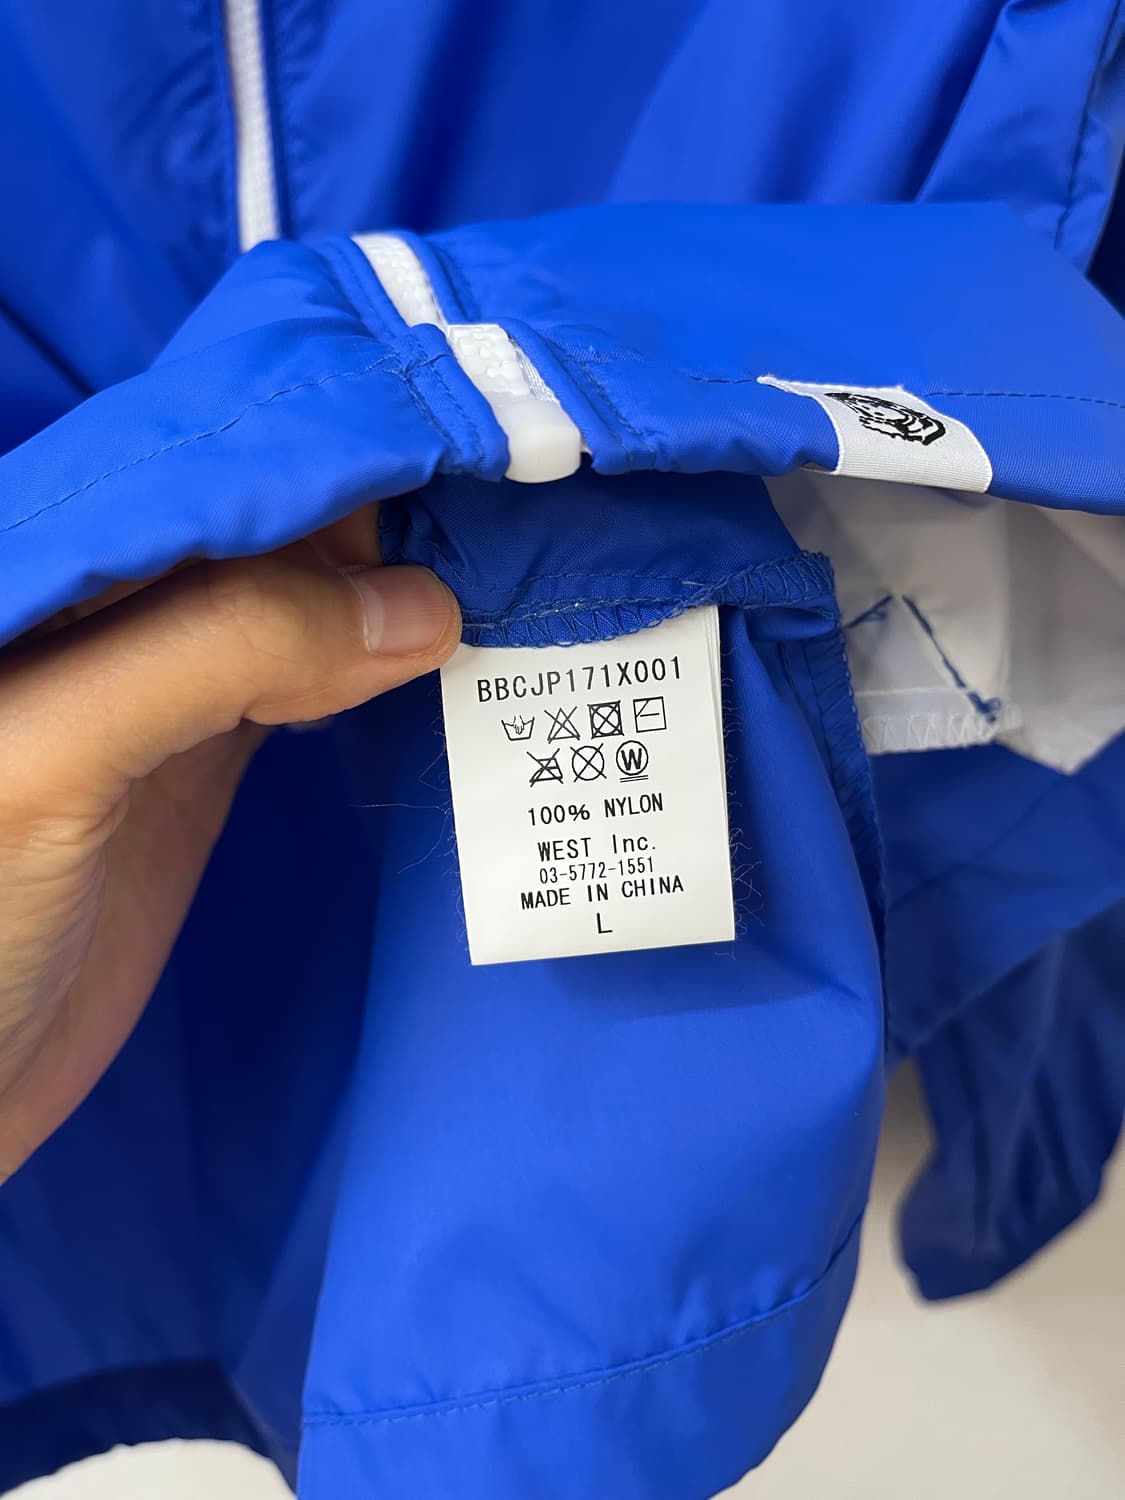 BBCJP171X001
W
100% NYLON
WEST Inc.
03-5772-1551
MADE IN CHINA
L